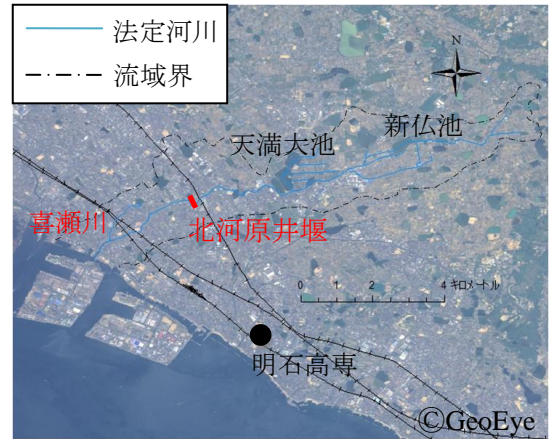 法定河川
流域界
N
新仏池
天満大池
喜瀬川
北河原井堰
0 2 4 キロメートル
明石高専
©GeoEye